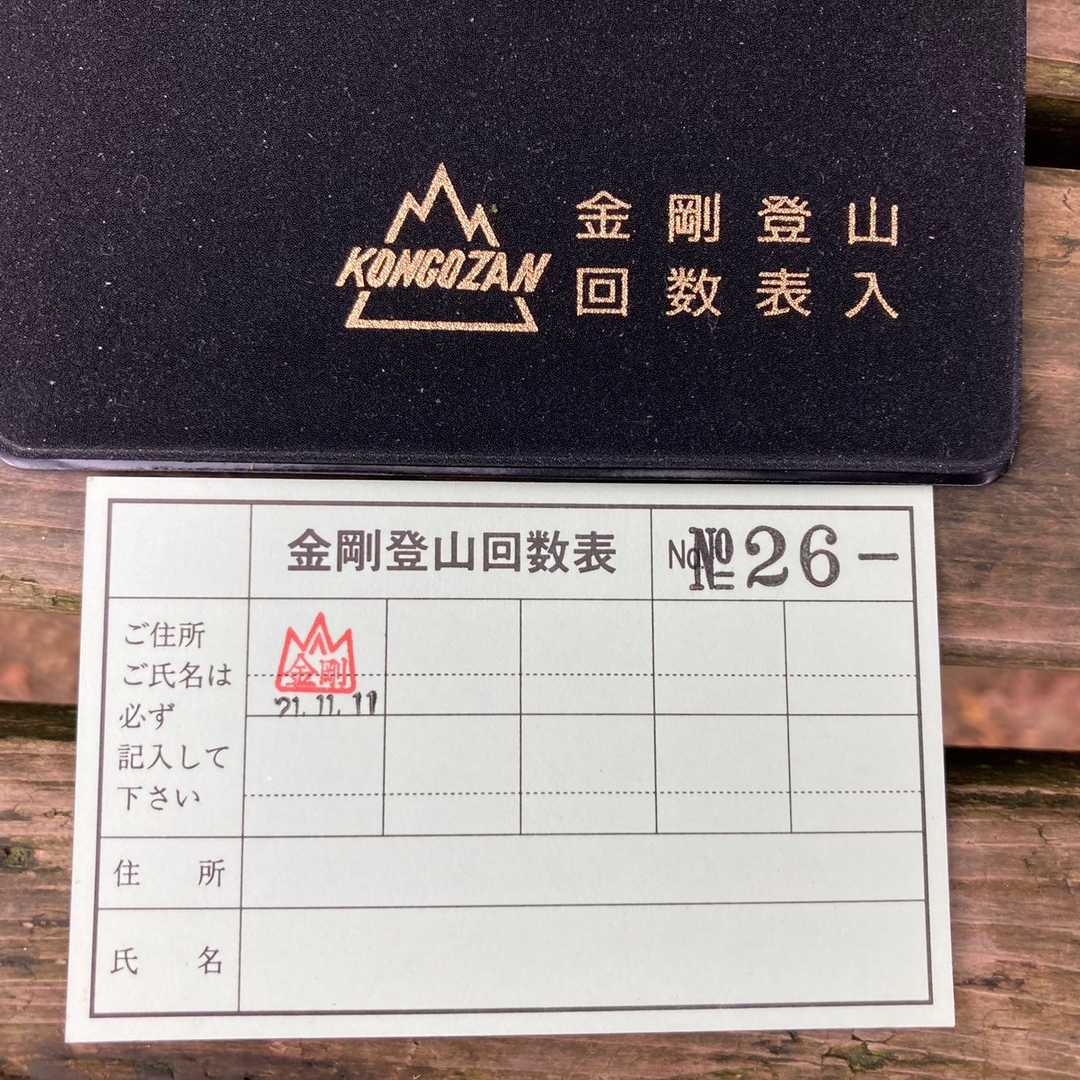 KONGOZAN
金剛登山
回数表入
金剛登山回数表
No. №26-
ご住所
ご氏名は
必ず
記入して
下さい
金剛
'21.11.11
住所
氏名